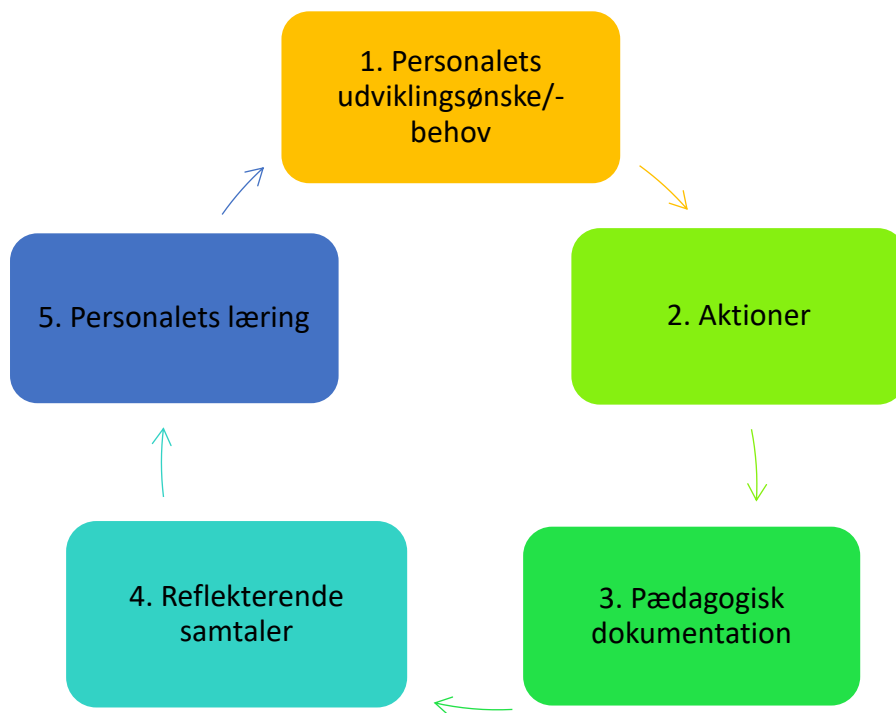 1. Personalets
udviklingsønske/-
behov
2. Aktioner
3. Pædagogisk
dokumentation
4. Reflekterende
samtaler
5. Personalets læring